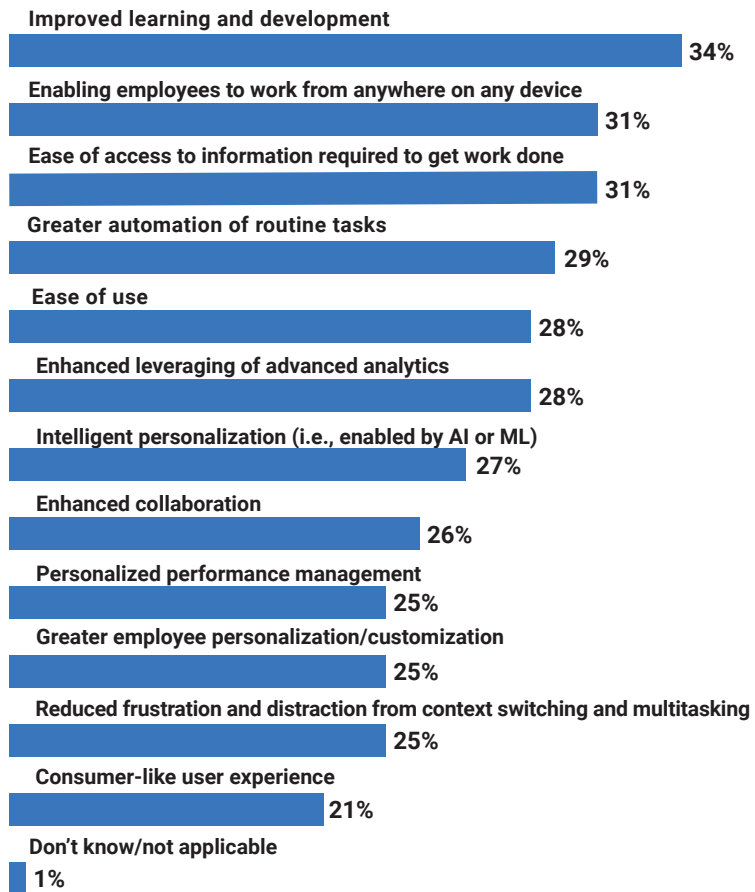 Improved learning and development
34%
Enabling employees to work from anywhere on any device
31%
Ease of access to information required to get work done
31%
Greater automation of routine tasks
29%
Ease of use
28%
Enhanced leveraging of advanced analytics
28%
Intelligent personalization (i.e., enabled by AI or ML)
27%
Enhanced collaboration
26%
Personalized performance management
25%
Greater employee personalization/customization
25%
Reduced frustration and distraction from context switching and multitasking
25%
Consumer-like user experience
21%
Don’t know/not applicable
1%